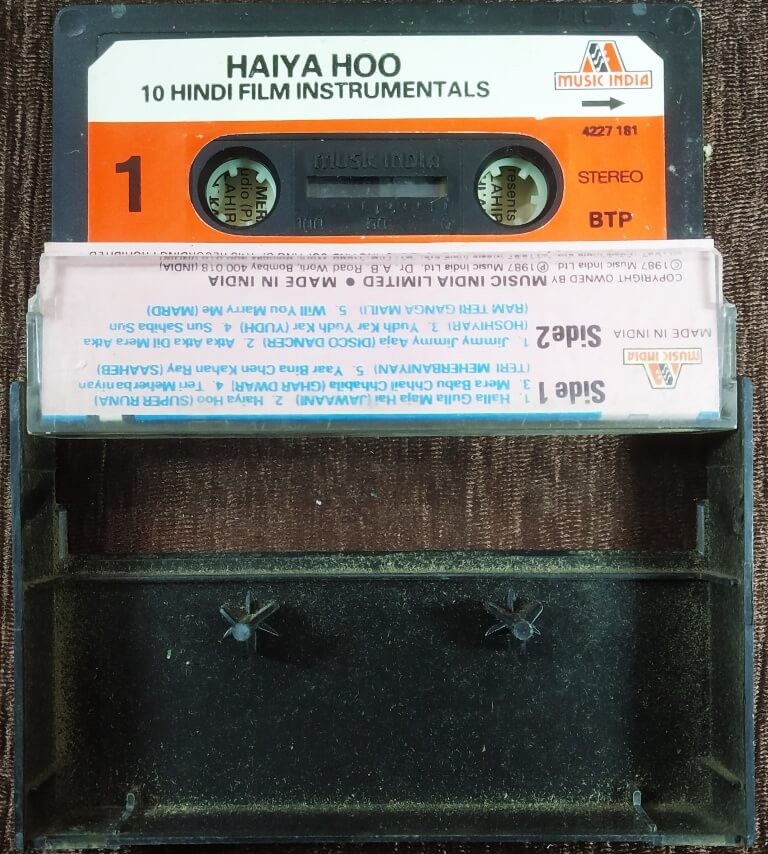 HAIYA HOO
10 HINDI FILM INSTRUMENTALS
MUSIC INDIA
4227 181
1
STEREO
BTP
music india
MUSIC INDIA
MADE IN INDIA
Side 1
1. Halla Gulla Maja Hai (JAWAANI) 2. Haiya Hoo (SUPER RUNA)
3. Mera Babu Chhail Chhabila (GHAR DWAR) 4. Teri Meherbaniyan
(TERI MEHERBANIYAN) 5. Yaar Bina Chen Kahan Ray (SAAHEB)
Side 2
1. Jimmy Jimmy Aaja Aaja (DISCO DANCER) 2. Atka Atka Dil Mera Atka
(HOSHIYAR) 3. Yudh Kar Yudh Kar (YUDH) 4. Sun Sahiba Sun
(RAM TERI GANGA MAILI) 5. Will You Marry Me (MARD)
COPYRIGHT OWNED BY MUSIC INDIA LIMITED • MADE IN INDIA
© 1987 Music India Ltd. ℗ 1987 Music India Ltd. Dr. A.B. Road, Worli, Bombay 400 018 (INDIA)